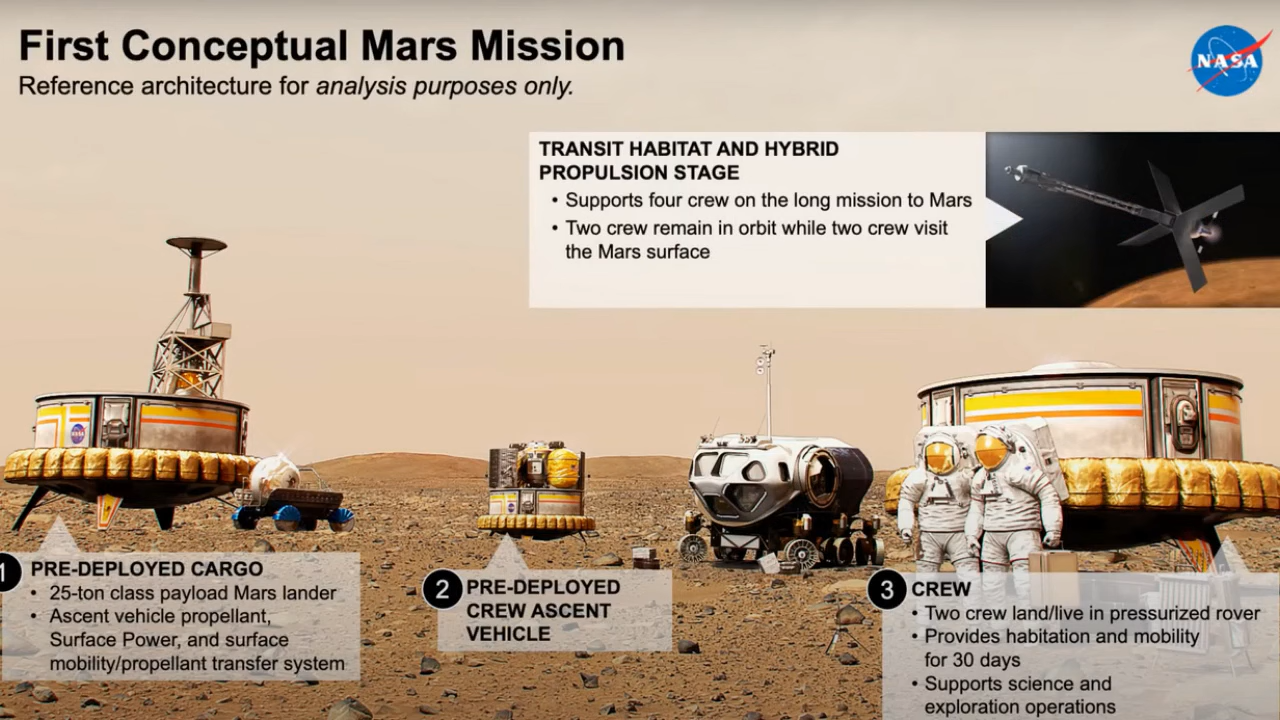 First Conceptual Mars Mission
Reference architecture for analysis purposes only.
NASA
TRANSIT HABITAT AND HYBRID
PROPULSION STAGE
• Supports four crew on the long mission to Mars
• Two crew remain in orbit while two crew visit
the Mars surface
1 PRE-DEPLOYED CARGO
• 25-ton class payload Mars lander
• Ascent vehicle propellant,
Surface Power, and surface
mobility/propellant transfer system
2 PRE-DEPLOYED
CREW ASCENT
VEHICLE
3 CREW
• Two crew land/live in pressurized rover
• Provides habitation and mobility
for 30 days
• Supports science and
exploration operations